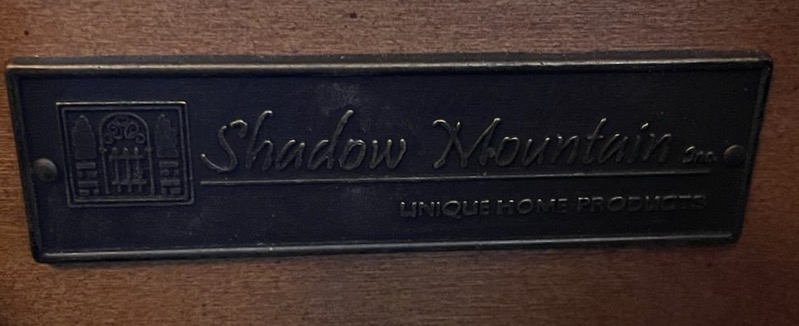 Shadow Mountain Inc.
UNIQUE HOME PRODUCTS